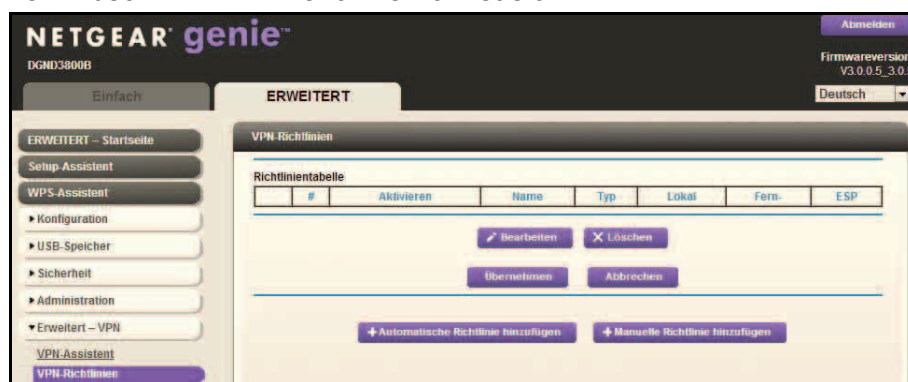 NETGEAR® genie™
DGND3800B
Abmelden
Firmwareversion
V3.0.0.5_3.0.
Deutsch
Einfach
ERWEITERT
ERWEITERT – Startseite
Setup-Assistent
WPS-Assistent
Konfiguration
USB-Speicher
Sicherheit
Administration
Erweitert – VPN
VPN-Assistent
VPN-Richtlinien
VPN-Richtlinien
Richtlinientabelle
# Aktivieren Name Typ Lokal Fern- ESP
Bearbeiten Löschen
Übernehmen Abbrechen
Automatische Richtlinie hinzufügen Manuelle Richtlinie hinzufügen